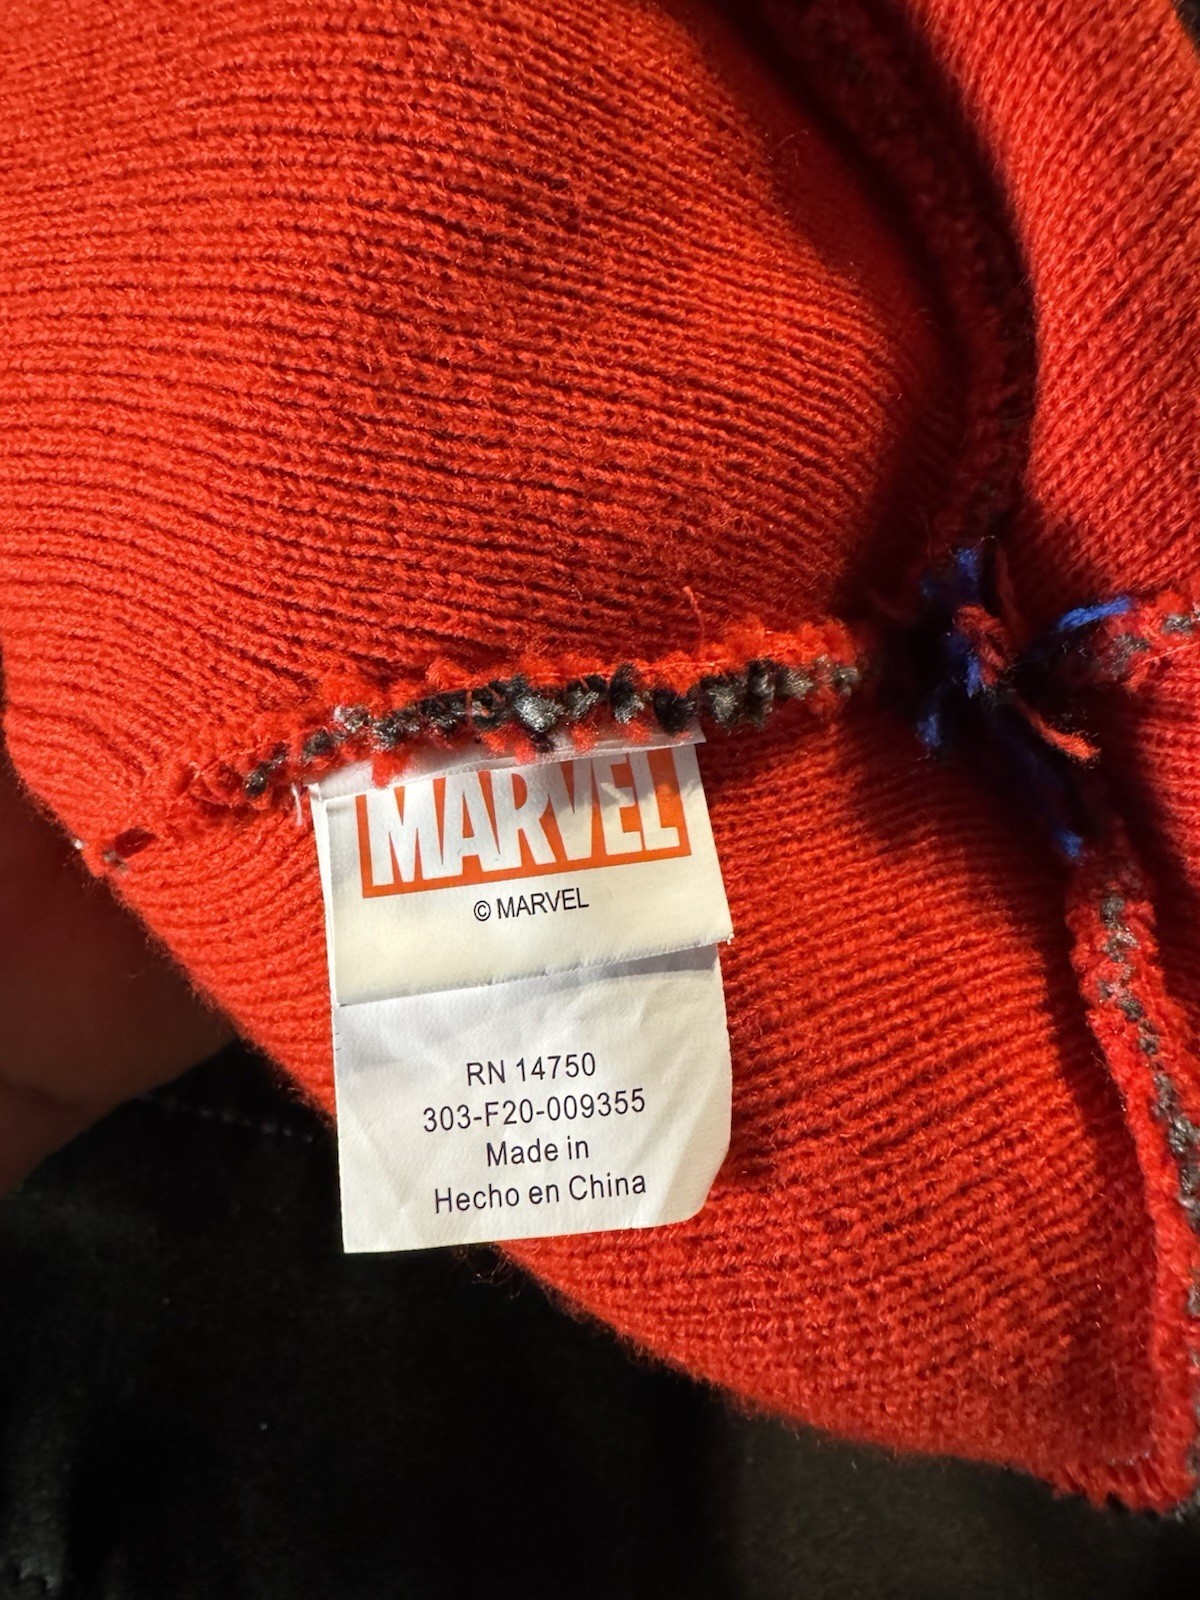 MARVEL
© MARVEL
RN 14750
303-F20-009355
Made in
Hecho en China